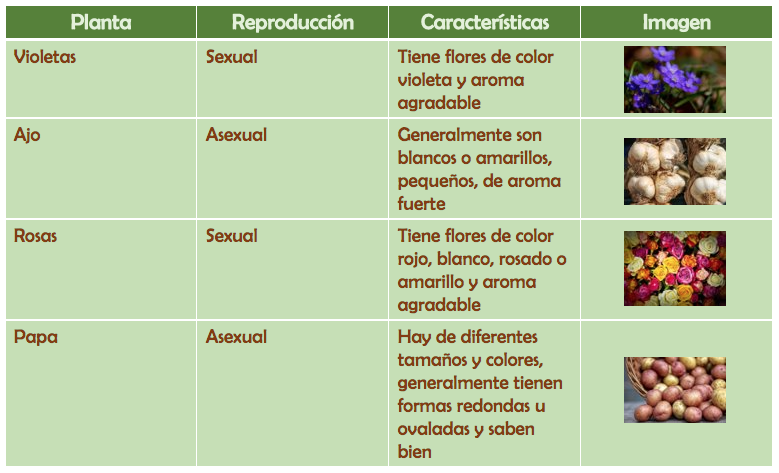 Planta Reproducción Características Imagen
Violetas Sexual Tiene flores de color
violeta y aroma
agradable
Ajo Asexual Generalmente son
blancos o amarillos,
pequeños, de aroma
fuerte
Rosas Sexual Tiene flores de color
rojo, blanco, rosado o
amarillo y aroma
agradable
Papa Asexual Hay de diferentes
tamaños y colores,
generalmente tienen
formas redondas u
ovaladas y saben
bien